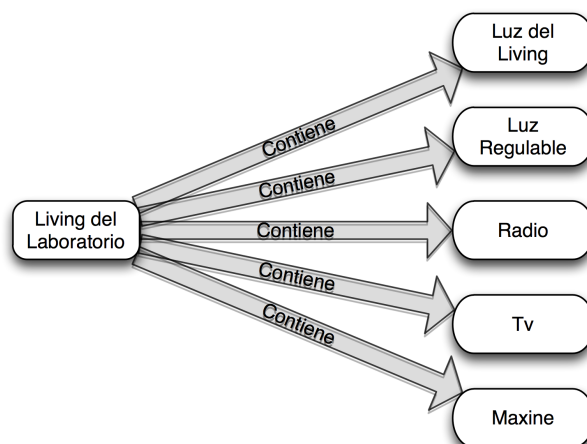 Luz del
Living
Contiene
Luz
Regulable
Contiene
Living del
Laboratorio
Contiene
Radio
Contiene
Tv
Contiene
Maxine